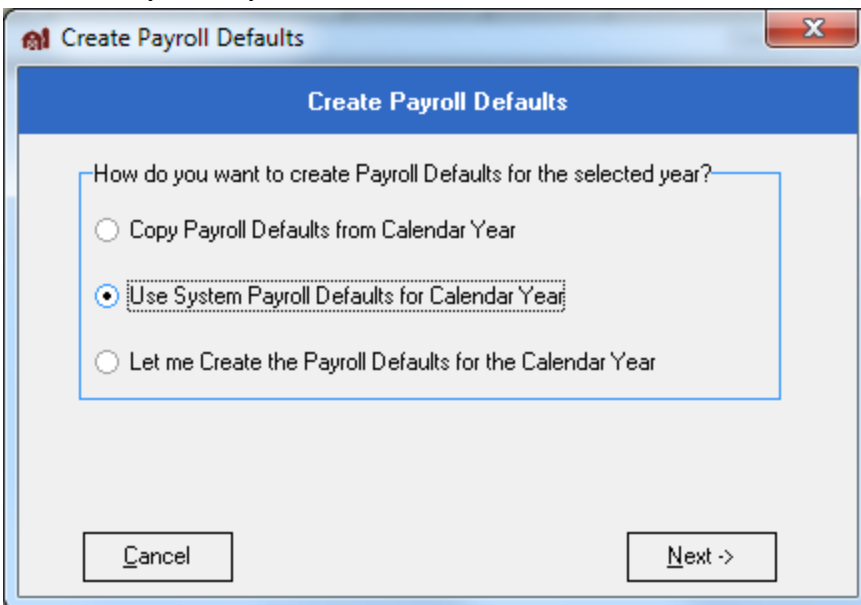 Create Payroll Defaults
Create Payroll Defaults
How do you want to create Payroll Defaults for the selected year?
Copy Payroll Defaults from Calendar Year
Use System Payroll Defaults for Calendar Year
Let me Create the Payroll Defaults for the Calendar Year
Cancel
Next ->